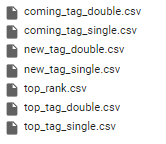 coming_tag_double.csv
coming_tag_single.csv
new_tag_double.csv
new_tag_single.csv
top_rank.csv
top_tag_double.csv
top_tag_single.csv